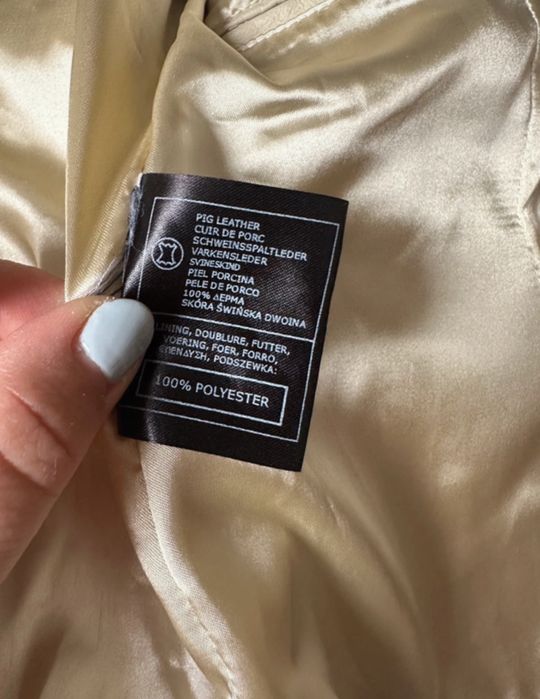 PIG LEATHER
CUIR DE PORC
SCHWEINSSPALTLEDER
VARKENSLEDER
SVINESKIND
PIEL PORCINA
PELE DE PORCO
100% ΔΕΡΜΑ
SKÓRA ŚWIŃSKA DWOINA
LINING, DOUBLURE, FUTTER,
VOERING, FOER, FORRO,
ΕΠΕΝΔΥΣΗ, PODSZEWKA:
100% POLYESTER